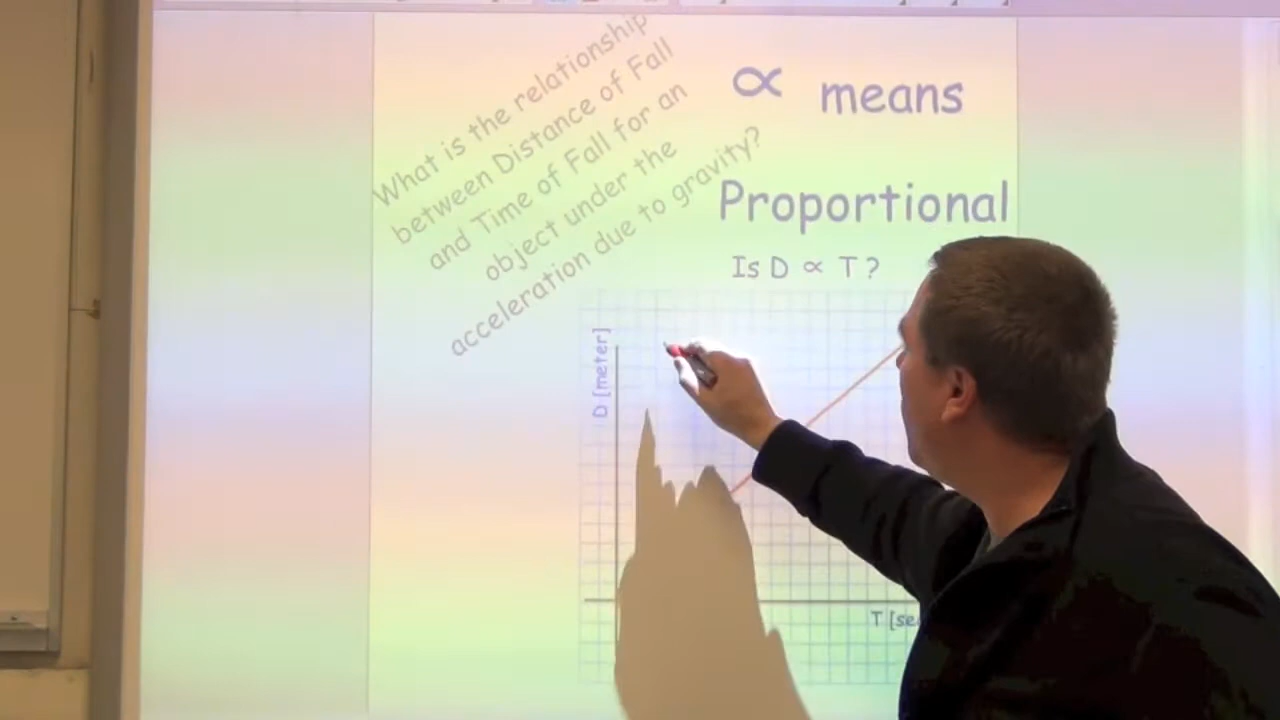 What is the relationship
between Distance of Fall
and Time of Fall for an
object under the
acceleration due to gravity?
∝ means
Proportional
Is D ∝ T?
D [meter]
T [se